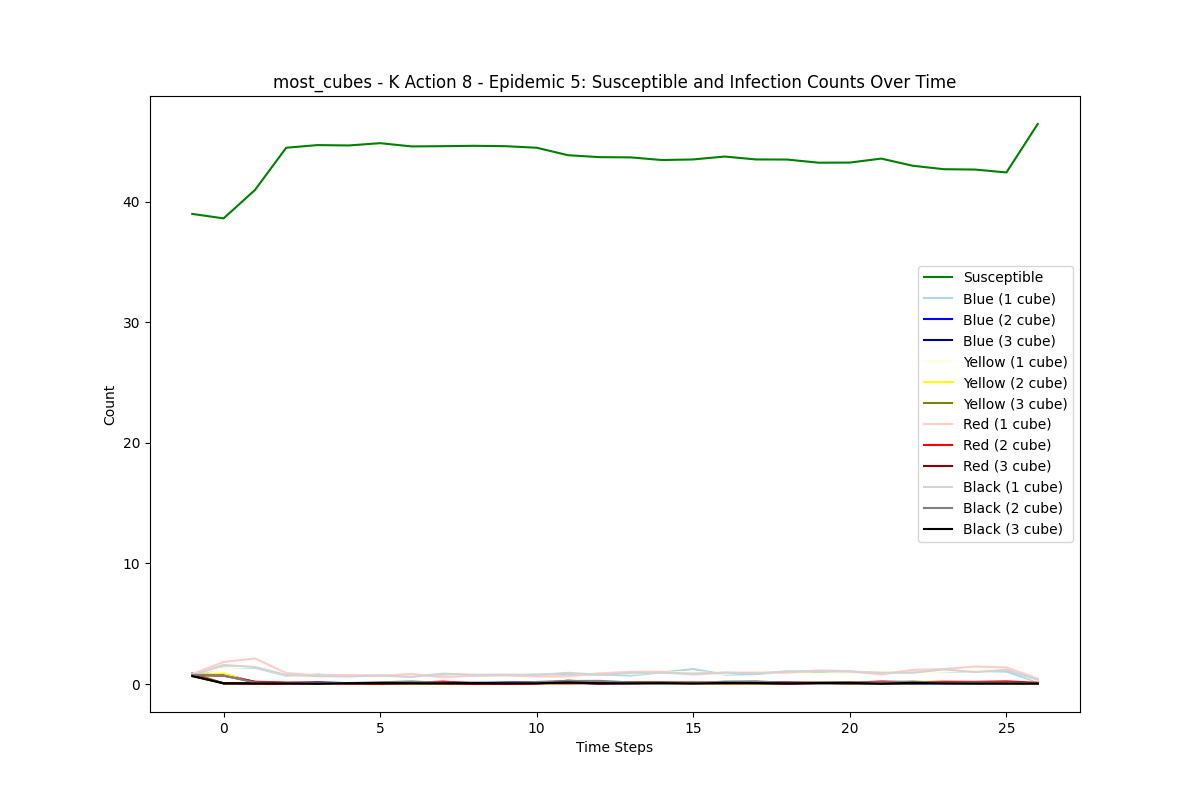 most_cubes - K Action 8 - Epidemic 5: Susceptible and Infection Counts Over Time
Count
40
30
20
10
0
Susceptible
Blue (1 cube)
Blue (2 cube)
Blue (3 cube)
Yellow (1 cube)
Yellow (2 cube)
Yellow (3 cube)
Red (1 cube)
Red (2 cube)
Red (3 cube)
Black (1 cube)
Black (2 cube)
Black (3 cube)
0 5 10 15 20 25
Time Steps